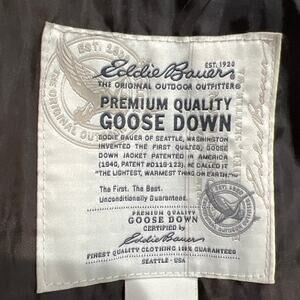 EST. 1920
Eddie Bauer
THE ORIGINAL OUTDOOR OUTFITTER
PREMIUM QUALITY
GOOSE DOWN
EDDIE BAUER OF SEATTLE, WASHINGTON
INVENTED THE FIRST QUILTED, GOOSE
DOWN JACKET PATENTED IN AMERICA
(1940, PATENT #D119-123). HE CALLED IT
"THE LIGHTEST, WARMEST THING ON EARTH."
The First. The Best.
Unconditionally Guaranteed.
PREMIUM QUALITY
GOOSE DOWN
CERTIFIED BY
Eddie Bauer
FINEST QUALITY CLOTHING 100% GUARANTEES
SEATTLE - USA